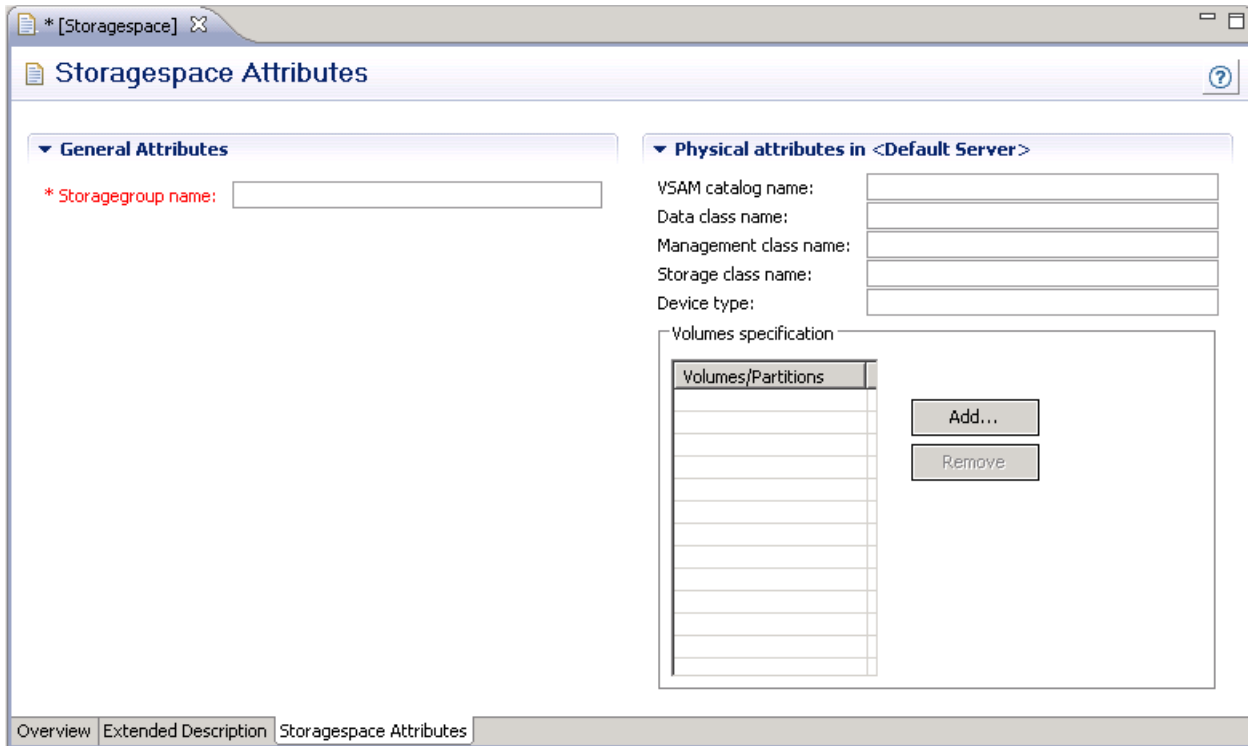 * [Storagespace]
Storagespace Attributes
?
General Attributes
* Storagegroup name:
Physical attributes in <Default Server>
VSAM catalog name:
Data class name:
Management class name:
Storage class name:
Device type:
Volumes specification
Volumes/Partitions
Add...
Remove
Overview Extended Description Storagespace Attributes